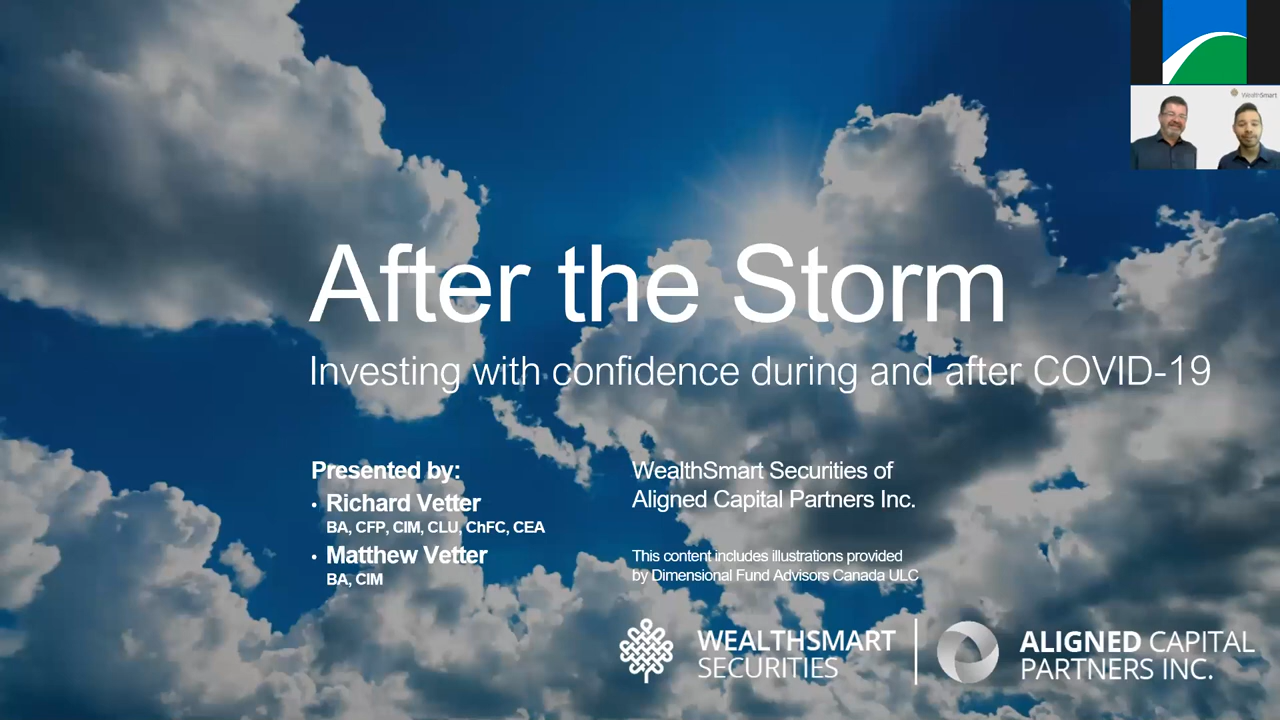 WealthSmart
After the Storm
Investing with confidence during and after COVID-19
Presented by:
• Richard Vetter
BA, CFP, CIM, CLU, ChFC, CEA
• Matthew Vetter
BA, CIM
WealthSmart Securities of
Aligned Capital Partners Inc.
This content includes illustrations provided
by Dimensional Fund Advisors Canada ULC
WEALTHSMART
SECURITIES
ALIGNED CAPITAL
PARTNERS INC.